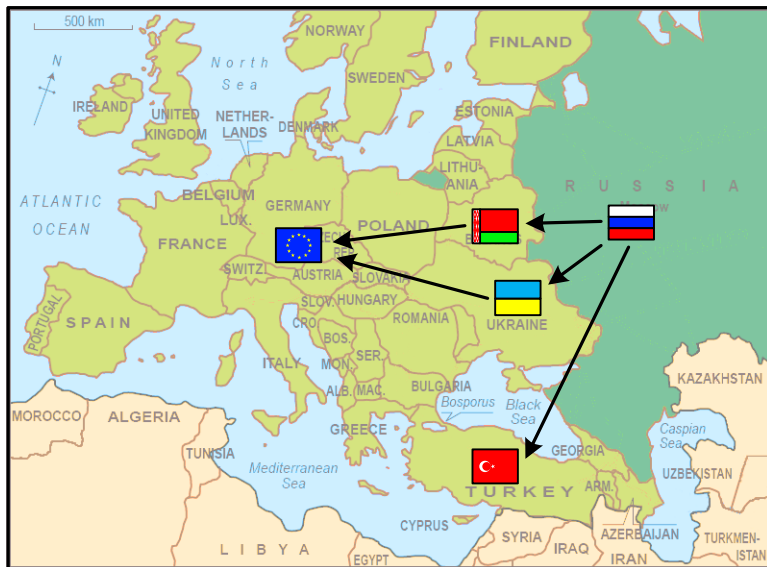 500 km
NORWAY
FINLAND
North
Sea
SWEDEN
N
ESTONIA
IRELAND
UNITED
KINGDOM
NETHER-
LANDS
DENMARK
LATVIA
LITHU-
ANIA
RUSSIA
ATLANTIC
OCEAN
BELGIUM
GERMANY
LUX.
POLAND
FRANCE
SWITZ.
AUSTRIA
SLOVAKIA
SLOV.
HUNGARY
PORTUGAL
SPAIN
CRO.
ROMANIA
UKRAINE
BOS.
ITALY
SER.
MON.
KAZAKHSTAN
ALB.
MAC.
BULGARIA
Bosporus
Black
Sea
MOROCCO
ALGERIA
GREECE
Caspian
Sea
TUNISIA
GEORGIA
Mediterranean
Sea
UZBEKISTAN
TURKEY
ARM.
CYPRUS
AZERBAIJAN
SYRIA
TURKMEN-
ISTAN
LIBYA
EGYPT
IRAQ
IRAN